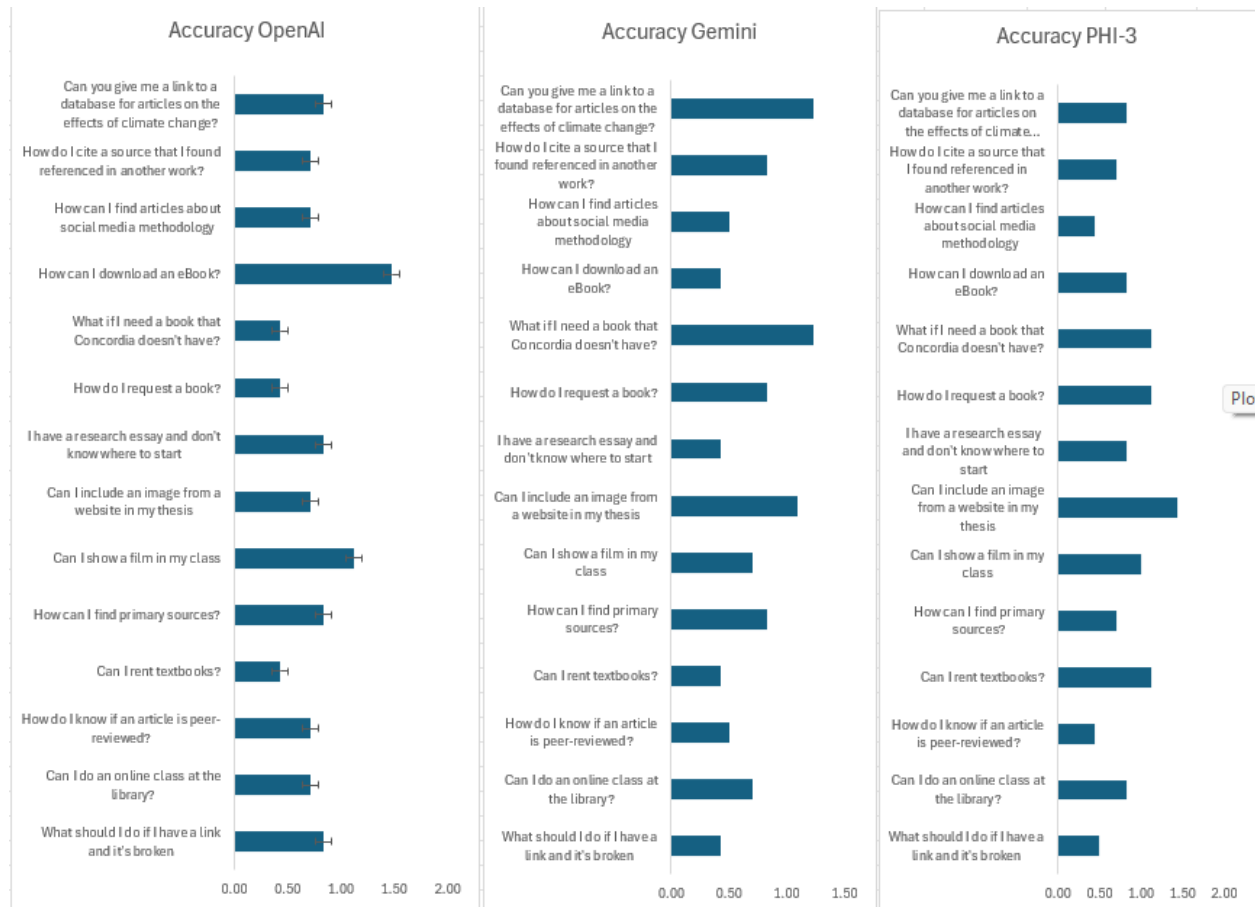 Accuracy OpenAI
Can you give me a link to a
database for articles on the
effects of climate change?
How do I cite a source that I found
referenced in another work?
How can I find articles about
social media methodology
How can I download an eBook?
What if I need a book that
Concordia doesn't have?
How do I request a book?
I have a research essay and don't
know where to start
Can I include an image from a
website in my thesis
Can I show a film in my class
How can I find primary sources?
Can I rent textbooks?
How do I know if an article is peer-
reviewed?
Can I do an online class at the
library?
What should I do if I have a link
and it's broken
0.00 0.50 1.00 1.50 2.00
Accuracy Gemini
Can you give me a link to a
database for articles on the
effects of climate change?
How do I cite a source that I
found referenced in another
work?
How can I find articles
about social media
methodology
How can I download an
eBook?
What if I need a book that
Concordia doesn't have?
How do I request a book?
I have a research essay and
don't know where to start
Can I include an image from
a website in my thesis
Can I show a film in my
class
How can I find primary
sources?
Can I rent textbooks?
How do I know if an article
is peer-reviewed?
Can I do an online class at
the library?
What should I do if I have a
link and it's broken
0.00 0.50 1.00 1.50
Accuracy PHI-3
Can you give me a link to a
database for articles on
the effects of climate...
How do I cite a source that
I found referenced in
another work?
How can I find articles
about social media
methodology
How can I download an
eBook?
What if I need a book that
Concordia doesn't have?
How do I request a book?
I have a research essay
and don't know where to
start
Can I include an image
from a website in my
thesis
Can I show a film in my
class
How can I find primary
sources?
Can I rent textbooks?
How do I know if an article
is peer-reviewed?
Can I do an online class at
the library?
What should I do if I have a
link and it's broken
0.00 0.50 1.00 1.50 2.00
Plo